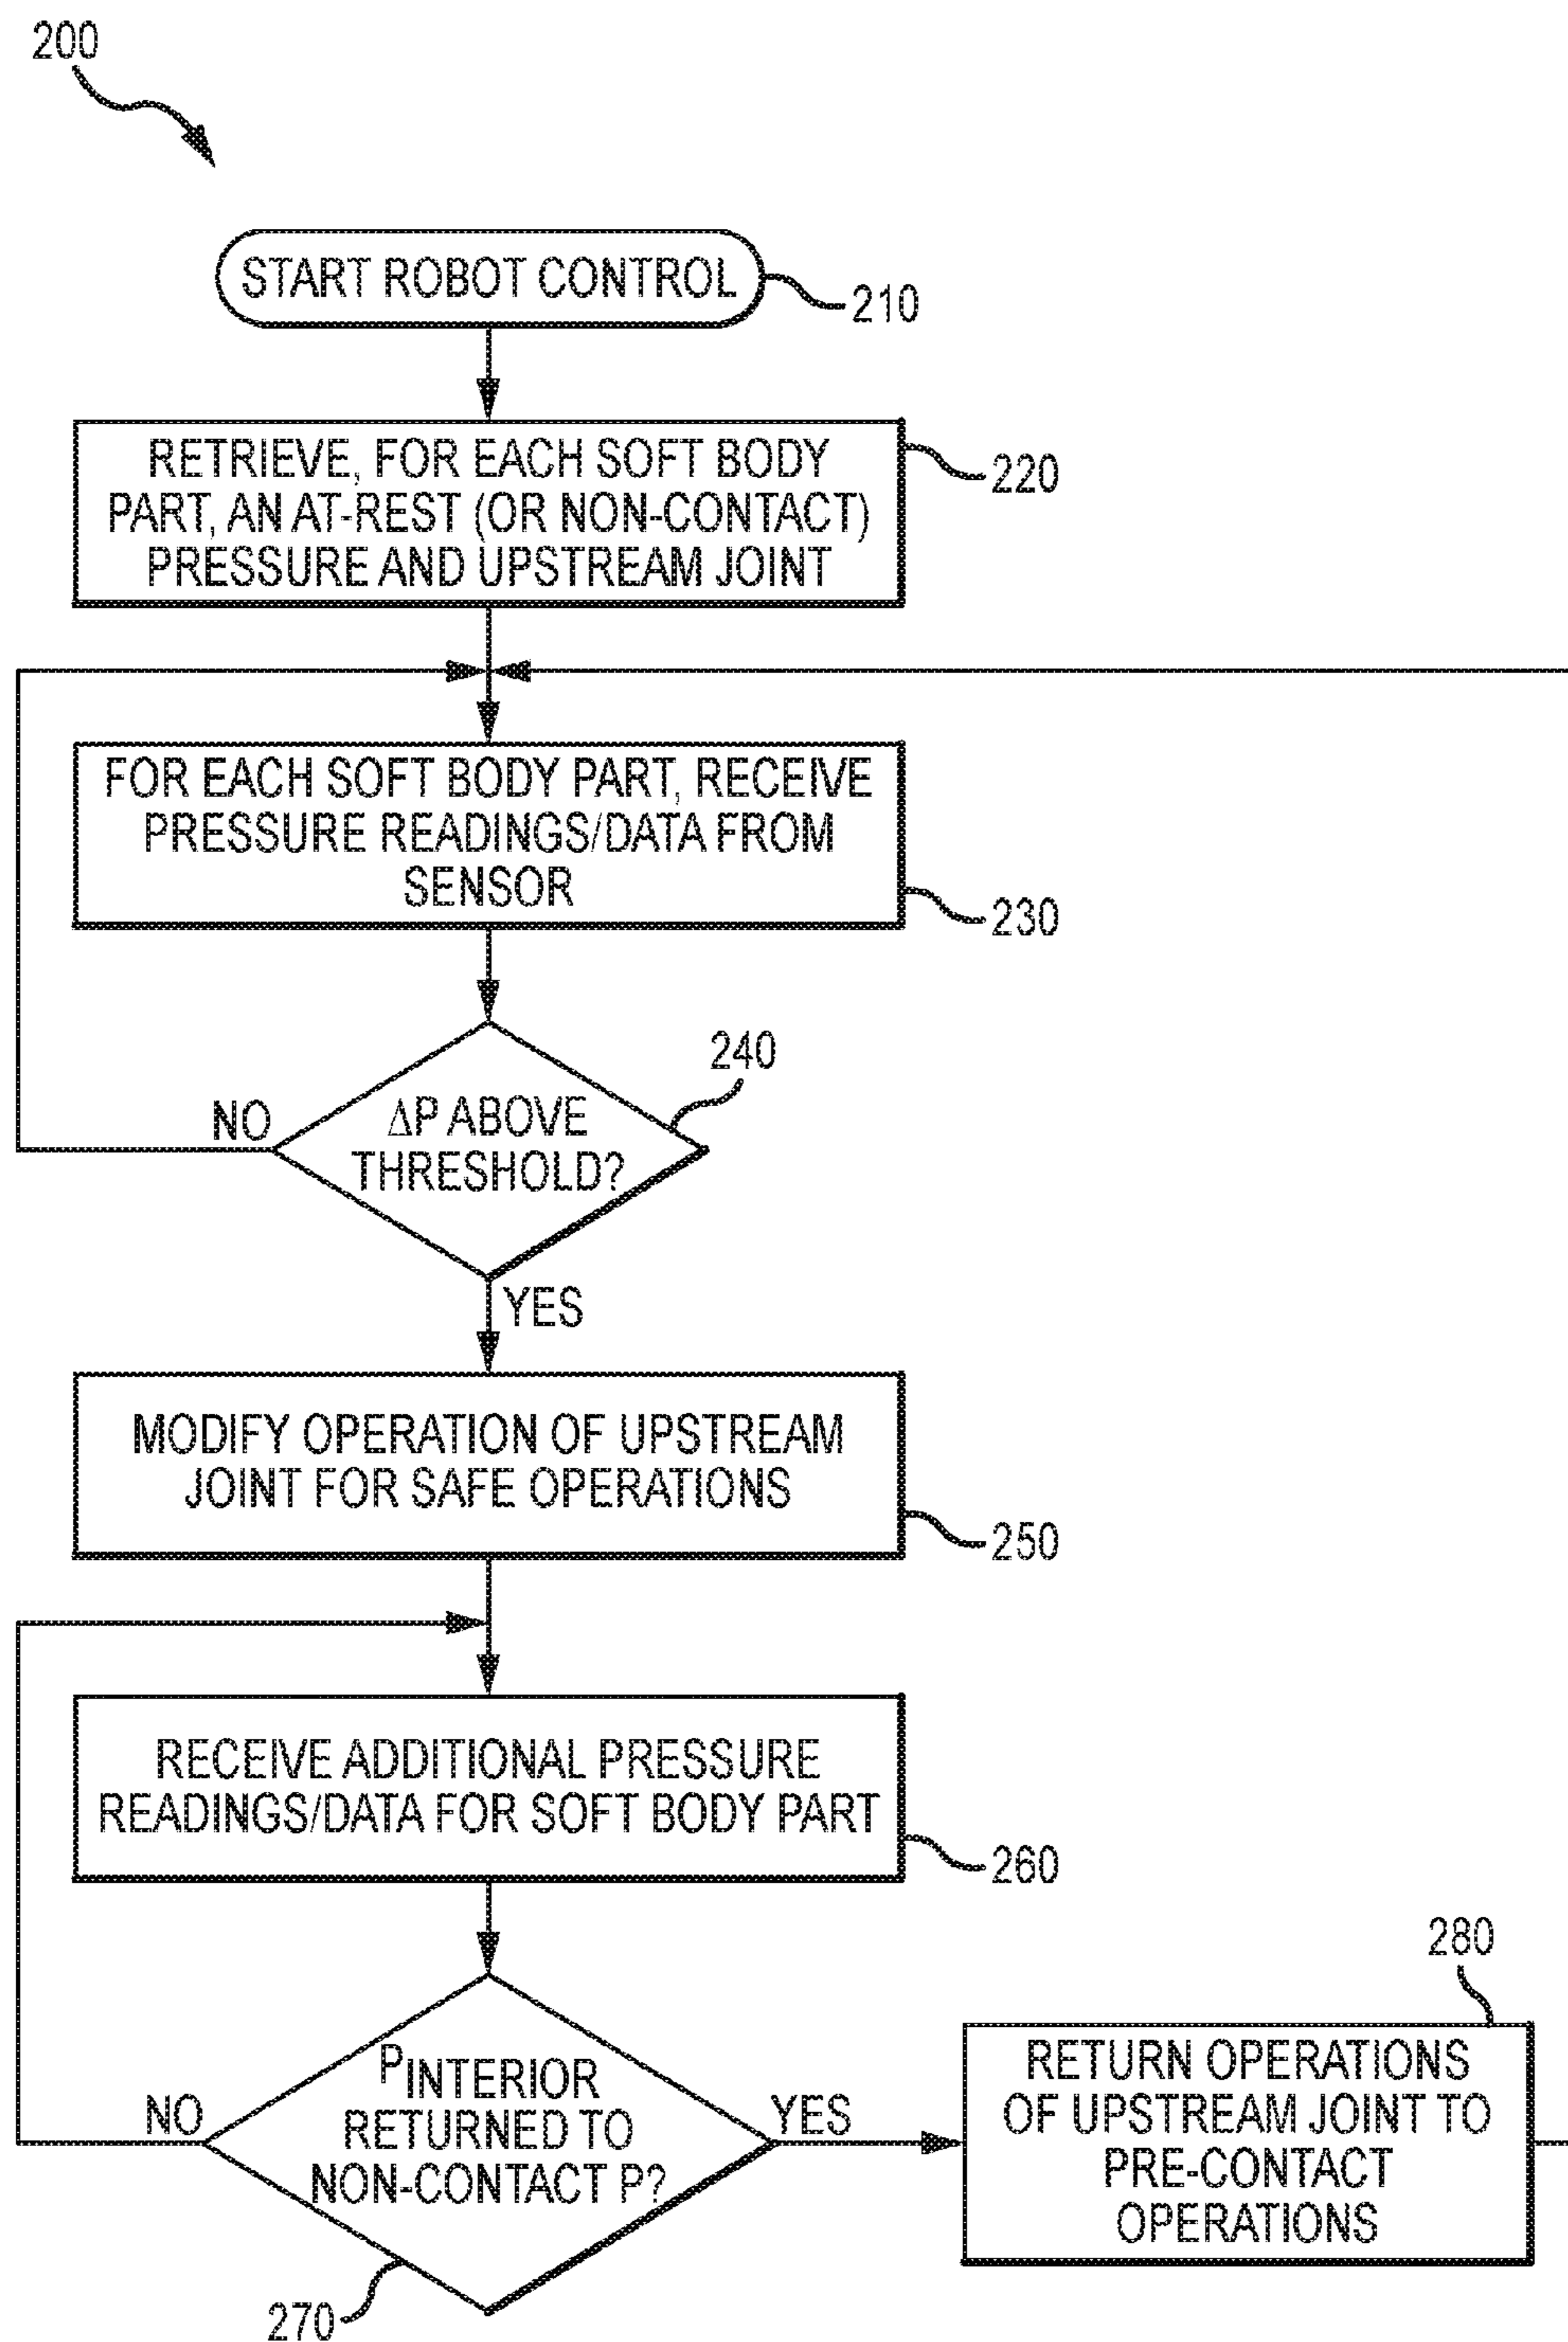 200
START ROBOT CONTROL
210
RETRIEVE, FOR EACH SOFT BODY
PART, AN AT-REST (OR NON-CONTACT)
PRESSURE AND UPSTREAM JOINT
220
FOR EACH SOFT BODY PART, RECEIVE
PRESSURE READINGS/DATA FROM
SENSOR
230
240
ΔP ABOVE
THRESHOLD?
NO
YES
MODIFY OPERATION OF UPSTREAM
JOINT FOR SAFE OPERATIONS
250
RECEIVE ADDITIONAL PRESSURE
READINGS/DATA FOR SOFT BODY PART
260
PINTERIOR
RETURNED TO
NON-CONTACT P?
NO
YES
270
280
RETURN OPERATIONS
OF UPSTREAM JOINT TO
PRE-CONTACT
OPERATIONS